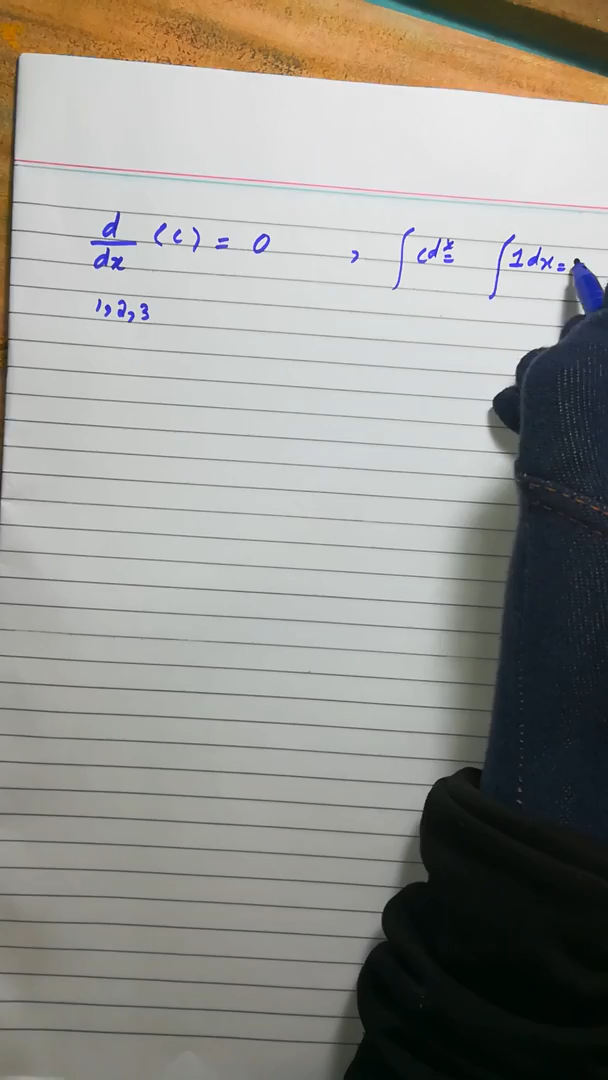 d/dx (c) = 0 , ∫ c dx = ∫ 1 dx =
1, 2, 3